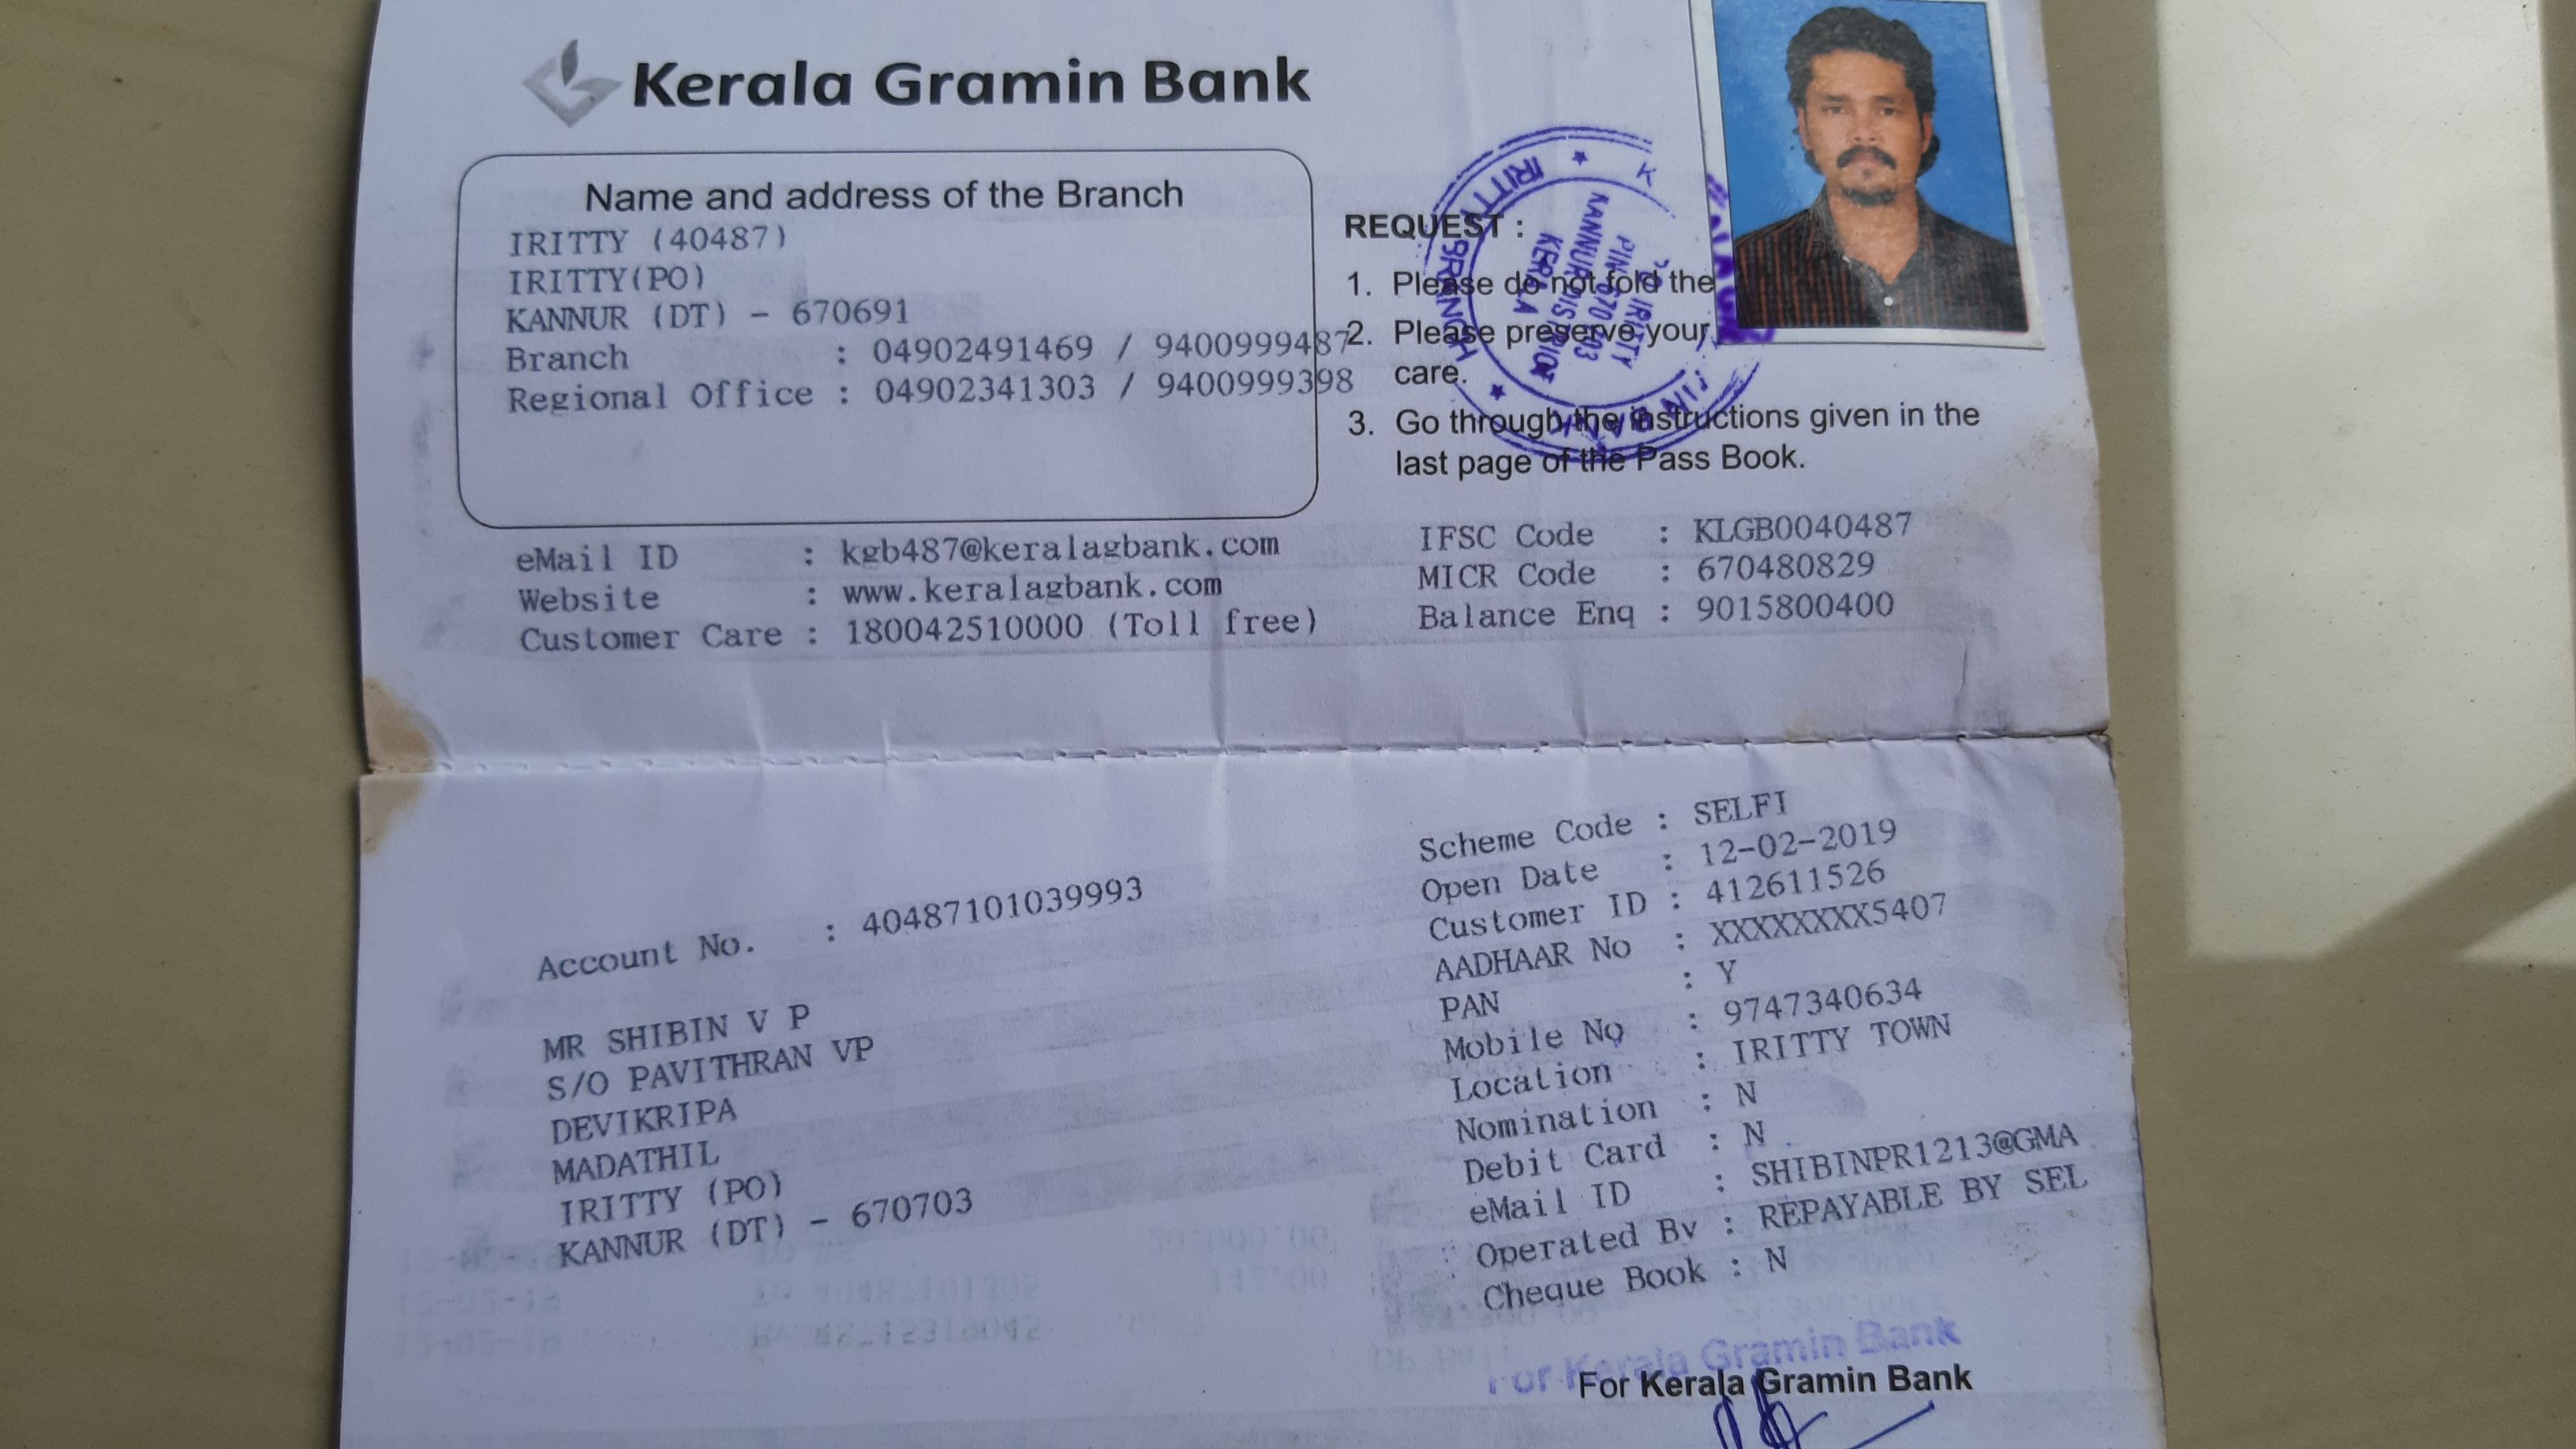 Kerala Gramin Bank
Name and address of the Branch
IRITTY (40487)
IRITTY(PO)
KANNUR (DT) - 670691
Branch : 04902491469 / 9400999487
Regional Office : 04902341303 / 9400999398
REQUEST :
1. Please do not fold the
2. Please preserve your
care.
3. Go through the instructions given in the
last page of the Pass Book.
IRITTY
PIN 670 703
KANNUR DISTRICT
KERALA
eMail ID : kgb487@keralagbank.com
Website : www.keralagbank.com
Customer Care : 180042510000 (Toll free)
IFSC Code : KLGB0040487
MICR Code : 670480829
Balance Enq : 9015800400
Account No. : 40487101039993
MR SHIBIN V P
S/O PAVITHRAN VP
DEVIKRIPA
MADATHIL
IRITTY (PO)
KANNUR (DT) - 670703
Scheme Code : SELFI
Open Date : 12-02-2019
Customer ID : 412611526
AADHAAR No : XXXXXXXX5407
PAN : Y
Mobile No : 9747340634
Location : IRITTY TOWN
Nomination : N
Debit Card : N
eMail ID : SHIBINPR1213@GMA
Operated By : REPAYABLE BY SEL
Cheque Book : N
For Kerala Gramin Bank
For Kerala Gramin Bank